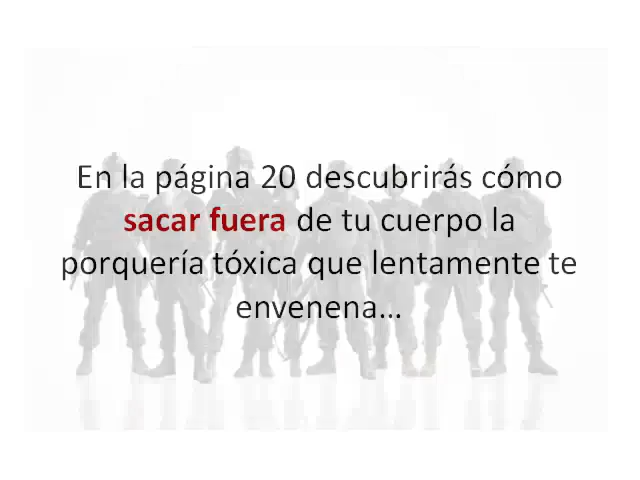 En la página 20 descubrirás cómo
sacar fuera de tu cuerpo la
porquería tóxica que lentamente te
envenena...